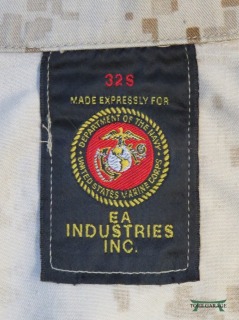 32S
MADE EXPRESSLY FOR
DEPARTMENT OF THE NAVY
UNITED STATES MARINE CORPS
EA
INDUSTRIES
INC.